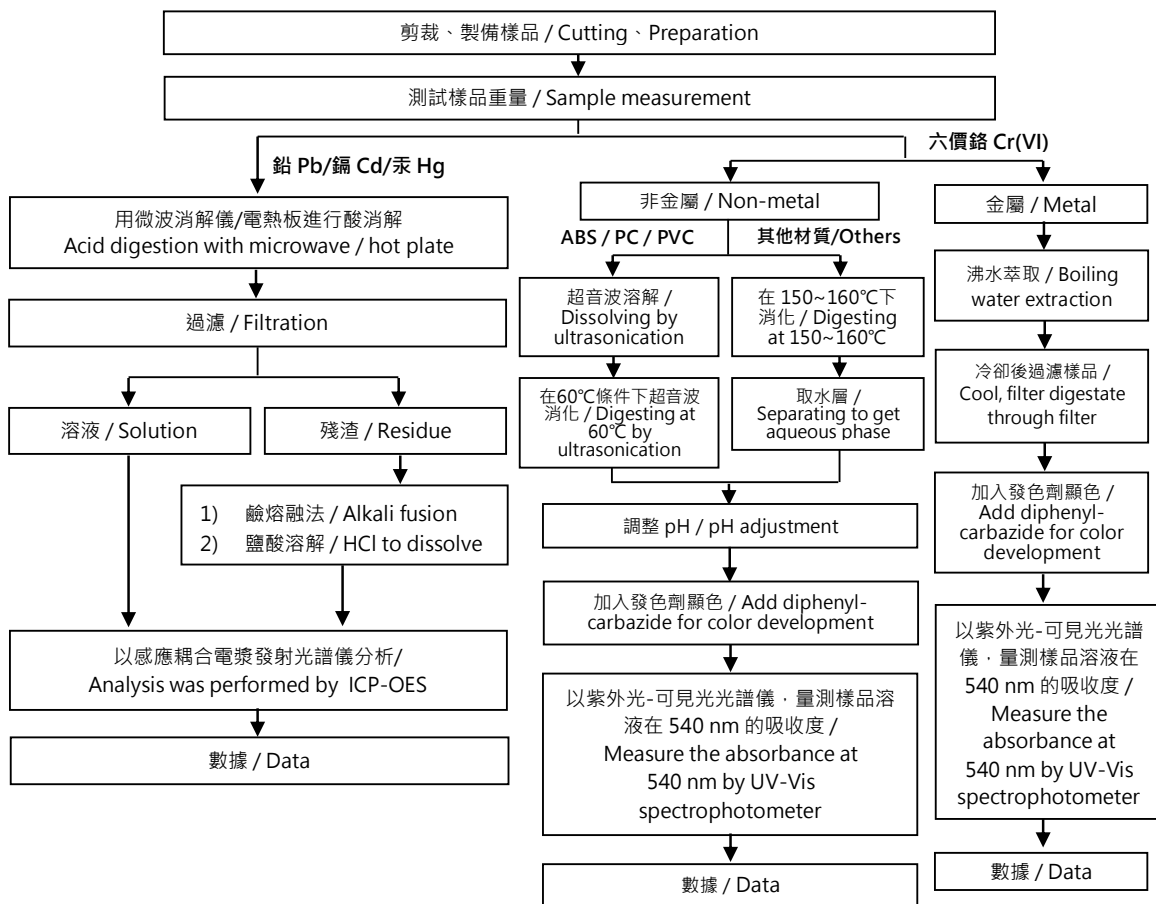 剪裁、製備樣品 / Cutting、Preparation
測試樣品重量 / Sample measurement
鉛 Pb/鎘 Cd/汞 Hg
六價鉻 Cr(VI)
用微波消解儀/電熱板進行酸消解
Acid digestion with microwave / hot plate
過濾 / Filtration
溶液 / Solution
殘渣 / Residue
1) 鹼熔融法 / Alkali fusion
2) 鹽酸溶解 / HCl to dissolve
以感應耦合電漿發射光譜儀分析/
Analysis was performed by ICP-OES
數據 / Data
非金屬 / Non-metal
ABS / PC / PVC
其他材質/Others
超音波溶解 /
Dissolving by
ultrasonication
在60℃條件下超音波
消化 / Digesting at
60℃ by
ultrasonication
在 150~160℃下
消化 / Digesting
at 150~160℃
取水層 /
Separating to get
aqueous phase
調整 pH / pH adjustment
加入發色劑顯色 / Add diphenyl-
carbazide for color development
以紫外光-可見光光譜儀，量測樣品溶
液在 540 nm 的吸收度 /
Measure the absorbance at
540 nm by UV-Vis
spectrophotometer
數據 / Data
金屬 / Metal
沸水萃取 / Boiling
water extraction
冷卻後過濾樣品 /
Cool, filter digestate
through filter
加入發色劑顯色 /
Add diphenyl-
carbazide for color
development
以紫外光-可見光光譜
儀，量測樣品溶液在
540 nm 的吸收度 /
Measure the
absorbance at
540 nm by UV-Vis
spectrophotometer
數據 / Data